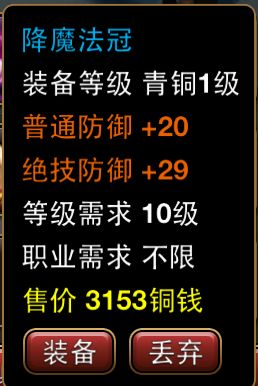 降魔法冠
装备等级 青铜1级
普通防御 +20
绝技防御 +29
等级需求 10级
职业需求 不限
售价 3153铜钱
装备 丢弃